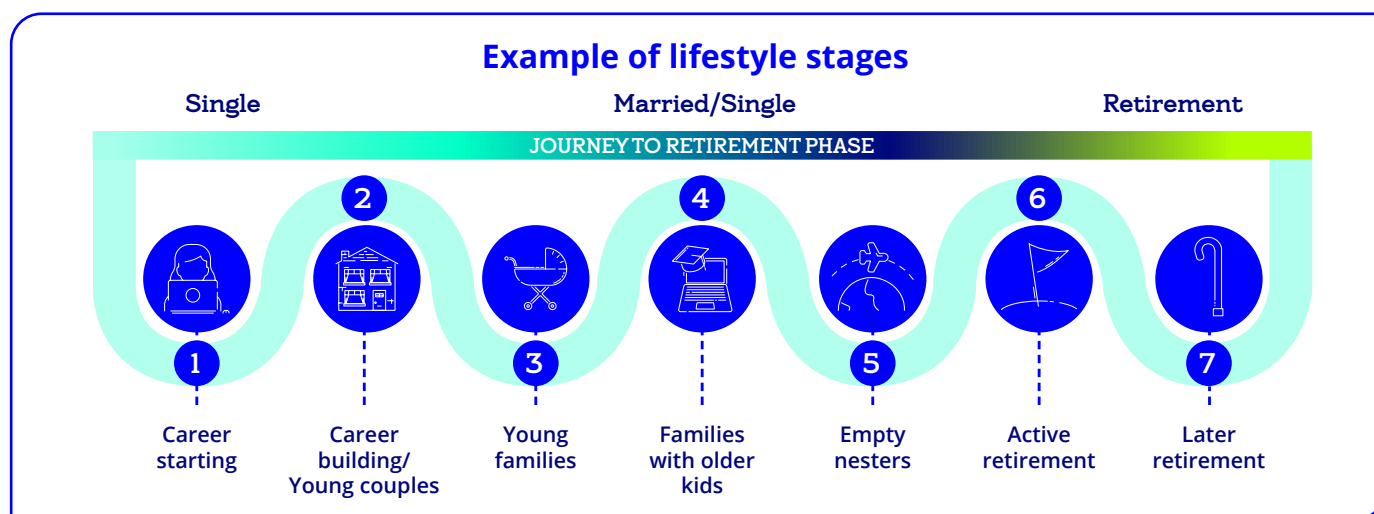 Example of lifestyle stages
Single
Married/Single
Retirement
JOURNEY TO RETIREMENT PHASE
2
4
6
1
3
5
7
Career
starting
Career
building/
Young couples
Young
families
Families
with older
kids
Empty
nesters
Active
retirement
Later
retirement